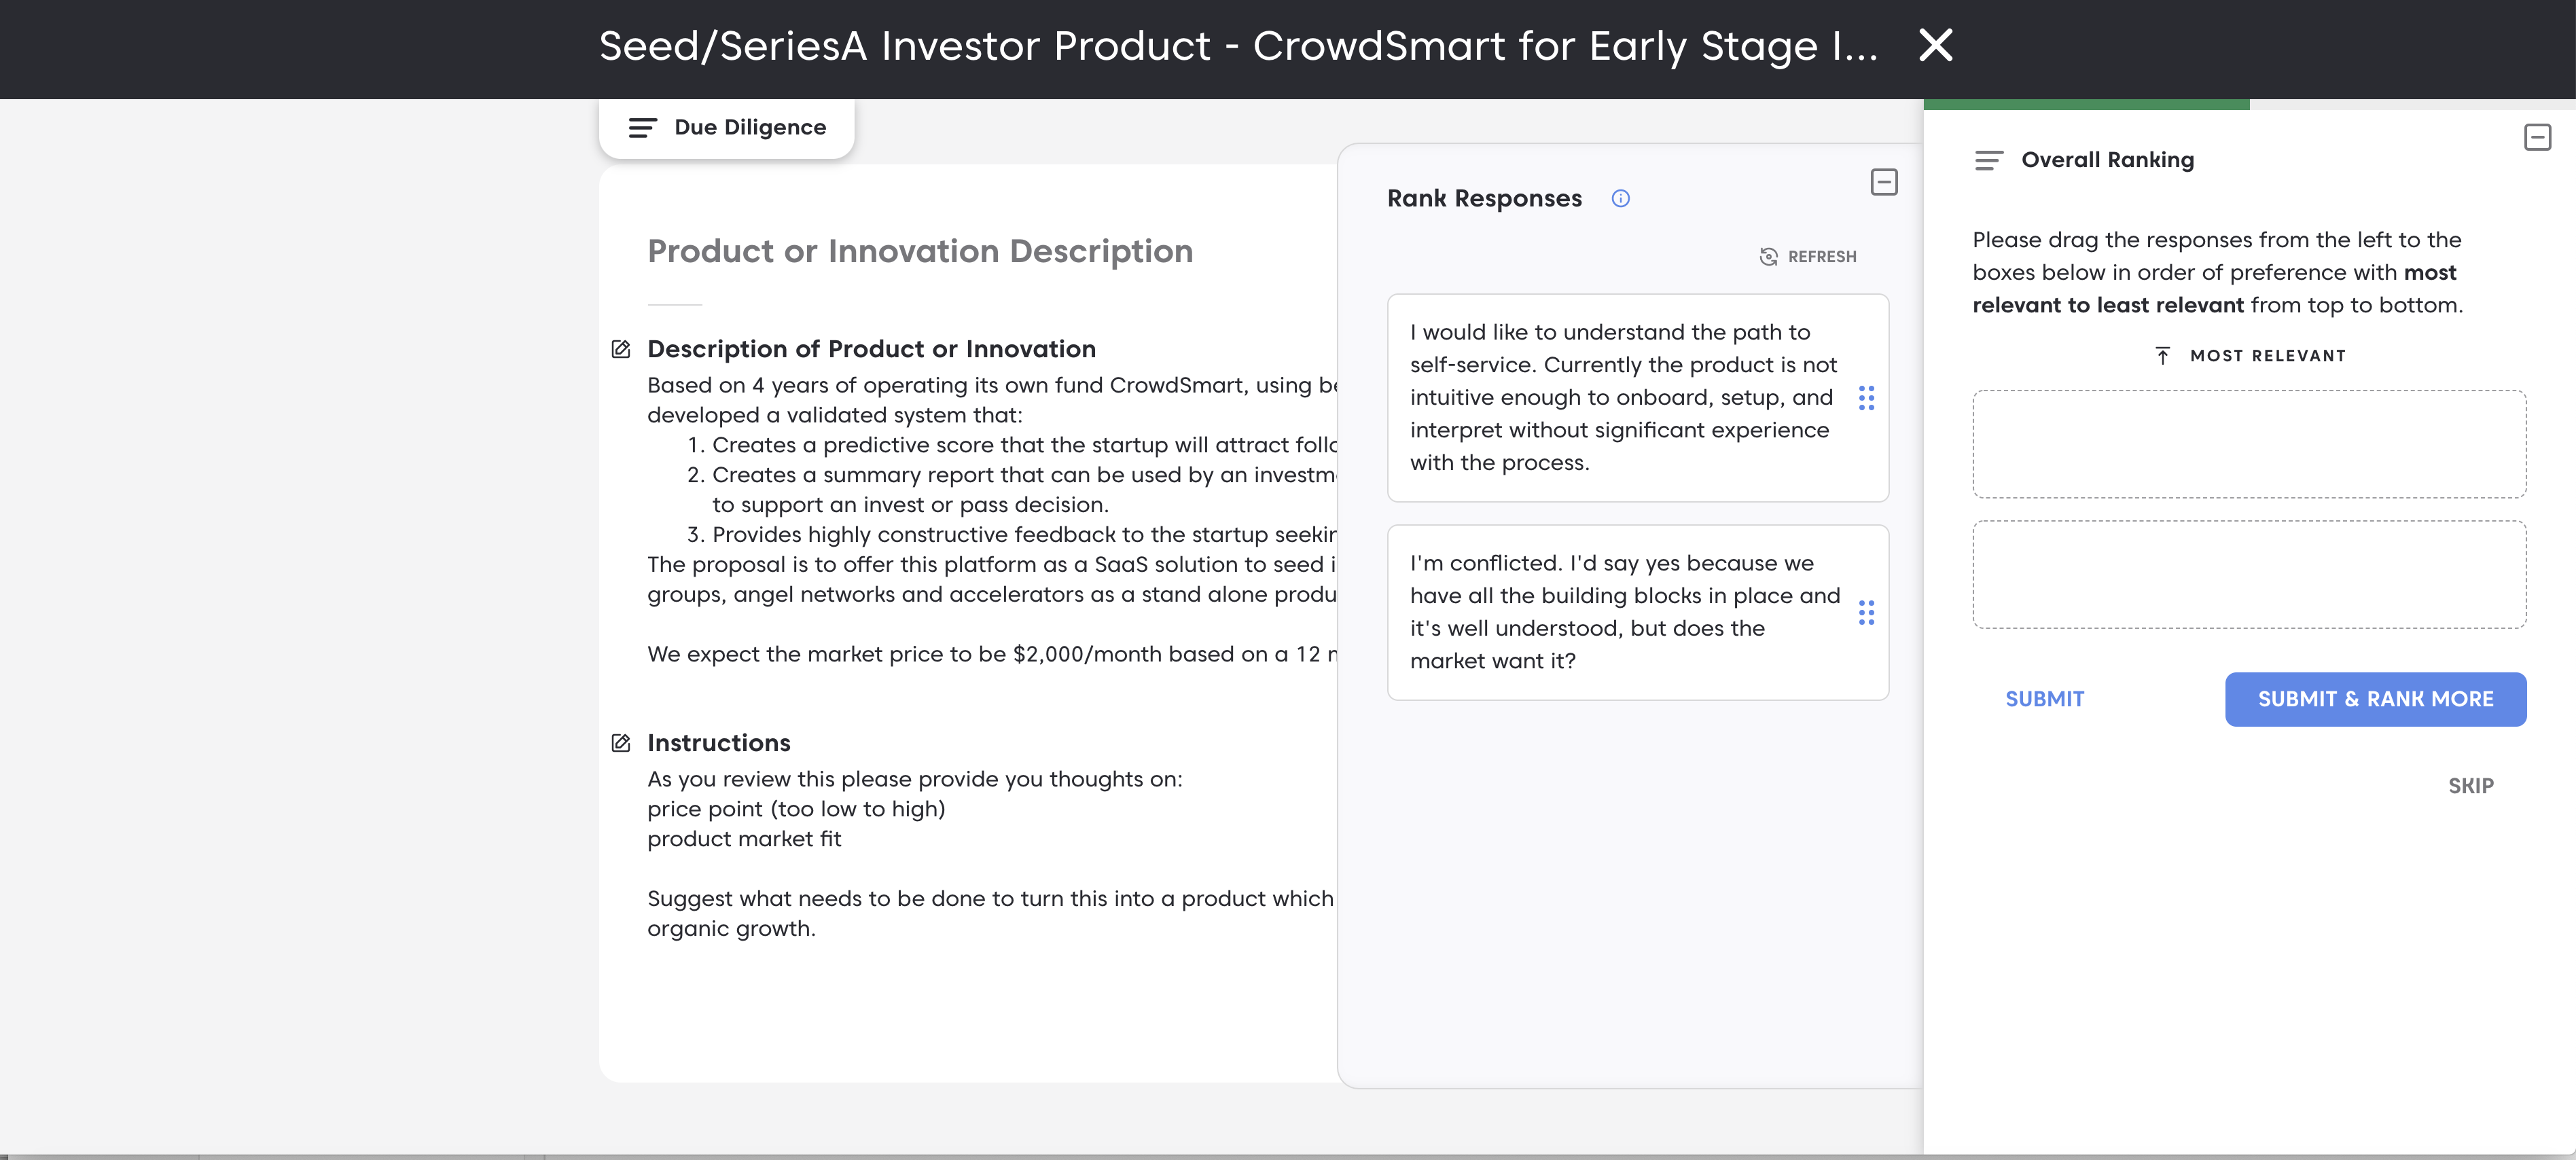 Seed/SeriesA Investor Product - CrowdSmart for Early Stage I...
Due Diligence
Product or Innovation Description
Description of Product or Innovation
Based on 4 years of operating its own fund CrowdSmart, using
developed a validated system that:
1. Creates a predictive score that the startup will attract
2. Creates a summary report that can be used by an
to support an invest or pass decision.
3. Provides highly constructive feedback to the startup
The proposal is to offer this platform as a SaaS solution to seed
groups, angel networks and accelerators as a stand alone
We expect the market price to be $2,000/month based on a 12
Instructions
As you review this please provide you thoughts on:
price point (too low to high)
product market fit
Suggest what needs to be done to turn this into a product which
organic growth.
Rank Responses
REFRESH
I would like to understand the path to
self-service. Currently the product is not
intuitive enough to onboard, setup, and
interpret without significant experience
with the process.
I'm conflicted. I'd say yes because we
have all the building blocks in place and
it's well understood, but does the
market want it?
Overall Ranking
Please drag the responses from the left to the
boxes below in order of preference with most
relevant to least relevant from top to bottom.
MOST RELEVANT
SUBMIT
SUBMIT & RANK MORE
SKIP